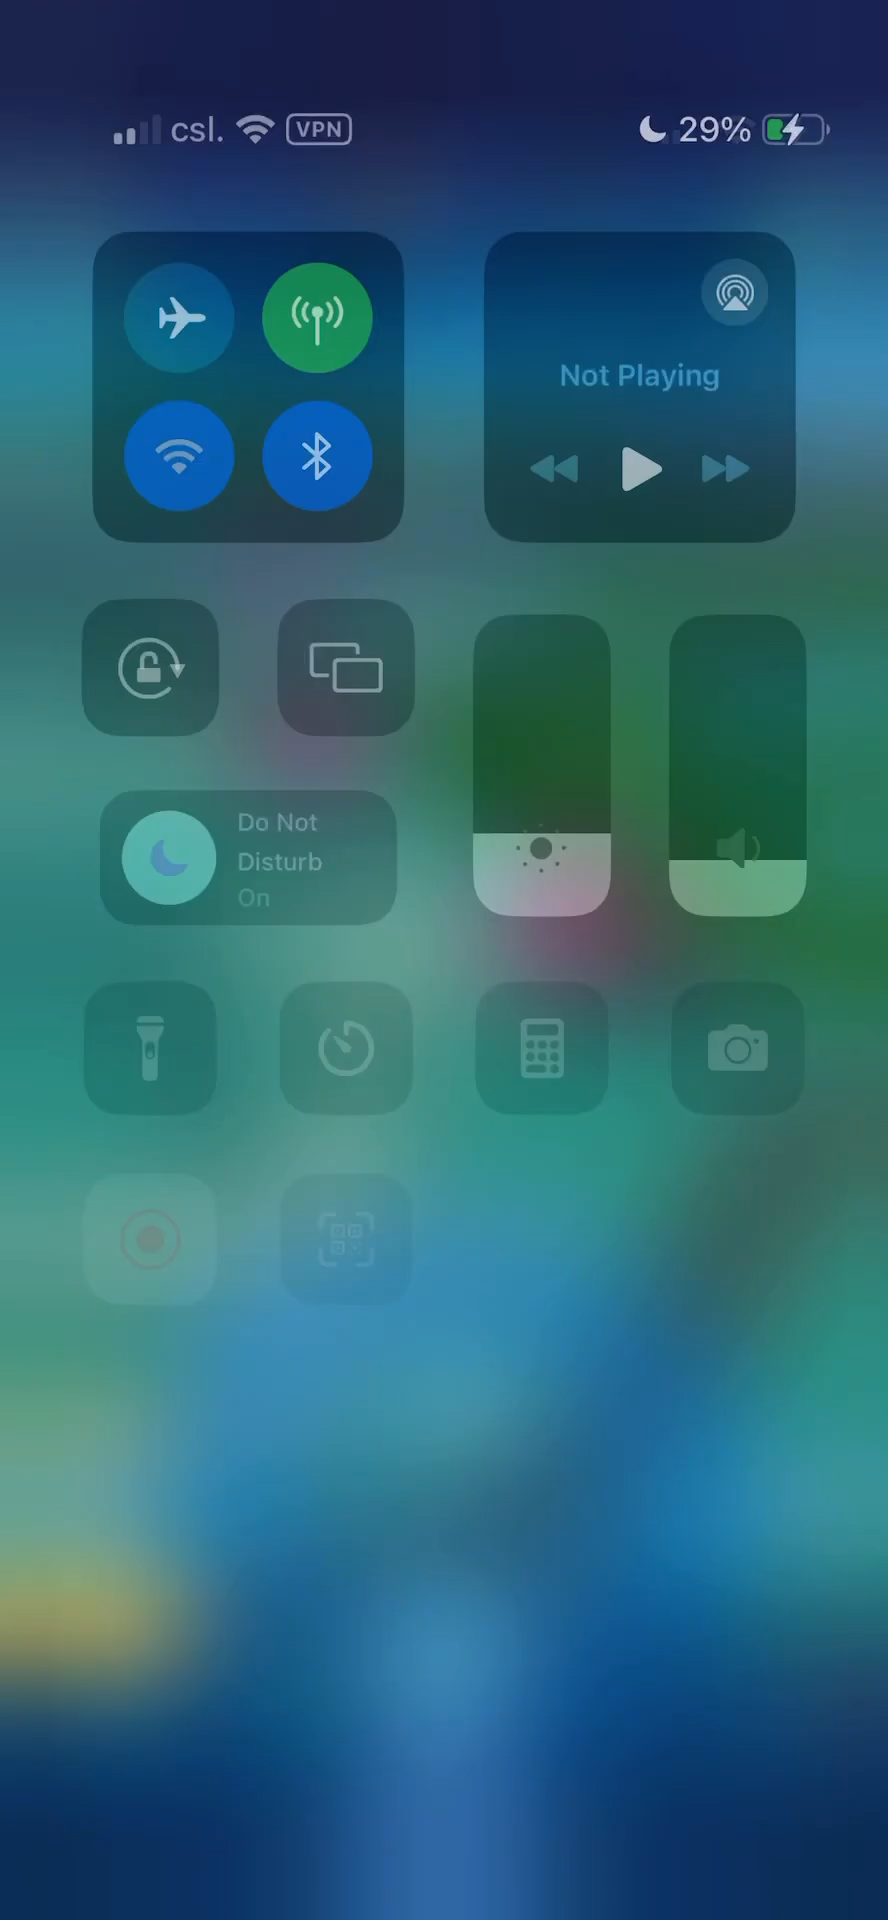 csl. VPN 29%
Not Playing
Do Not
Disturb
On